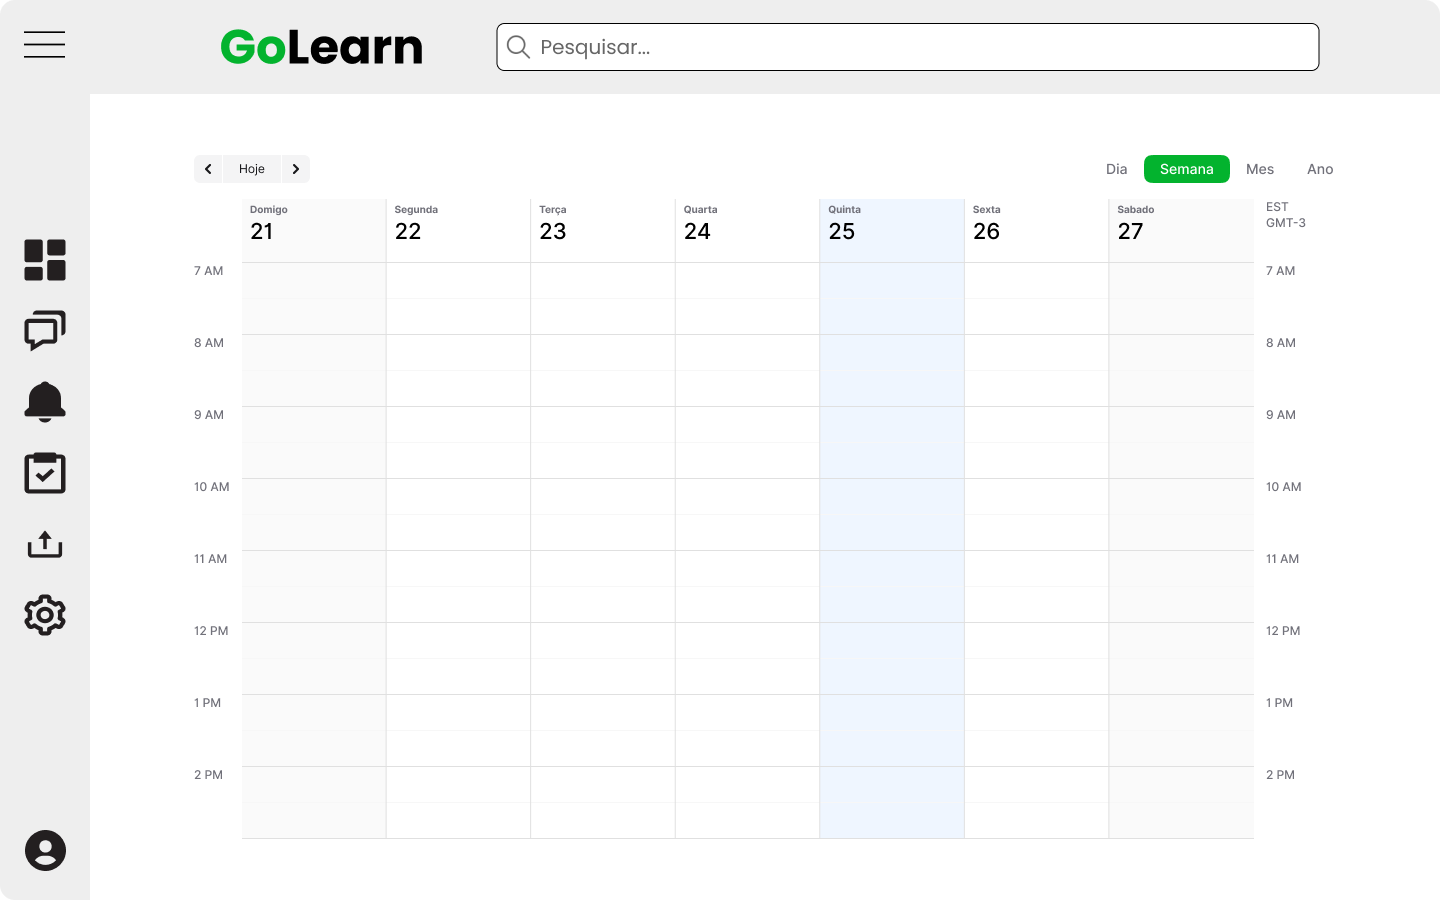 GoLearn
Pesquisar...
Hoje
Dia
Semana
Mes
Ano
Domigo
21
Segunda
22
Terça
23
Quarta
24
Quinta
25
Sexta
26
Sabado
27
EST
GMT-3
7 AM
7 AM
8 AM
8 AM
9 AM
9 AM
10 AM
10 AM
11 AM
11 AM
12 PM
12 PM
1 PM
1 PM
2 PM
2 PM